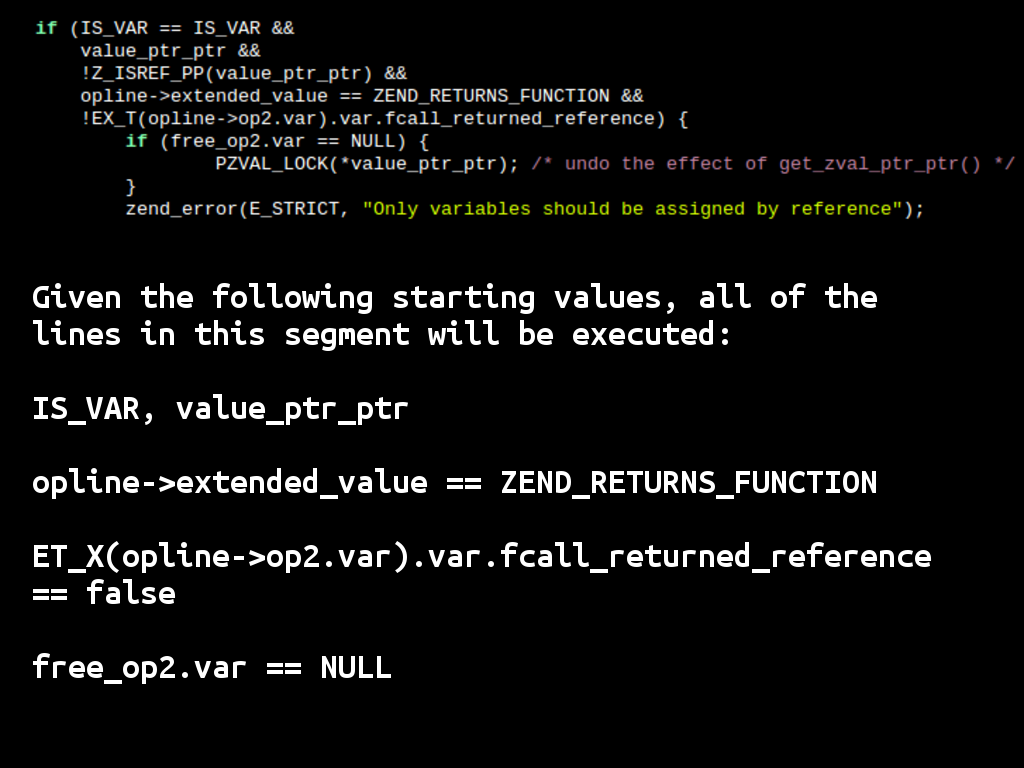 if (IS_VAR == IS_VAR &&
    value_ptr_ptr &&
    !Z_ISREF_PP(value_ptr_ptr) &&
    opline->extended_value == ZEND_RETURNS_FUNCTION &&
    !EX_T(opline->op2.var).var.fcall_returned_reference) {
        if (free_op2.var == NULL) {
                PZVAL_LOCK(*value_ptr_ptr); /* undo the effect of get_zval_ptr_ptr() */
        }
        zend_error(E_STRICT, "Only variables should be assigned by reference");
Given the following starting values, all of the
lines in this segment will be executed:
IS_VAR, value_ptr_ptr
opline->extended_value == ZEND_RETURNS_FUNCTION
ET_X(opline->op2.var).var.fcall_returned_reference
== false
free_op2.var == NULL